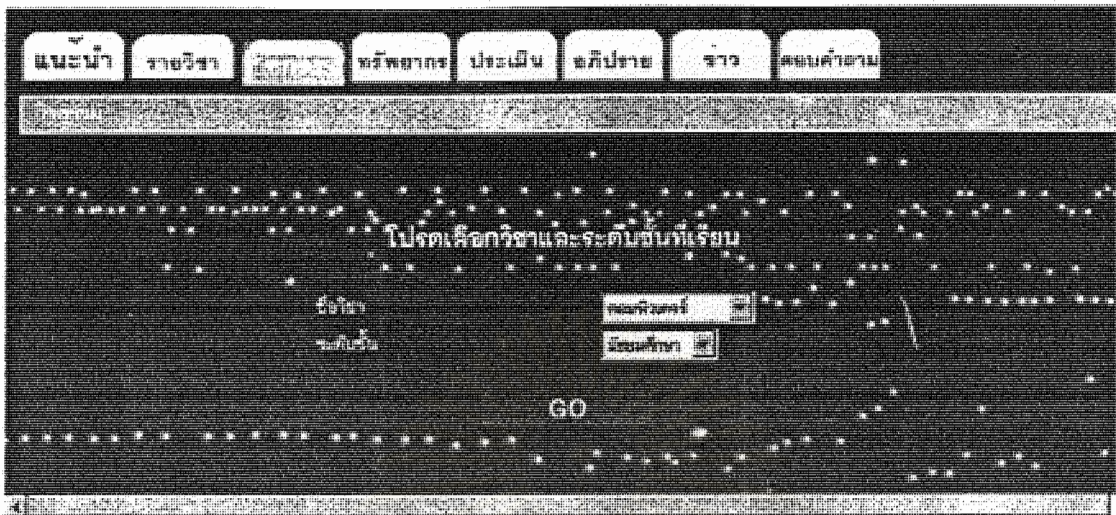 แนะนำ รายวิชา ทรัพยากร ประเมิน อภิปราย ข่าว ตอบคำถาม
โปรดเลือกวิชาและระดับชั้นที่เรียน
ชื่อวิชา คอมพิวเตอร์
ระดับชั้น มัธยมศึกษา
GO